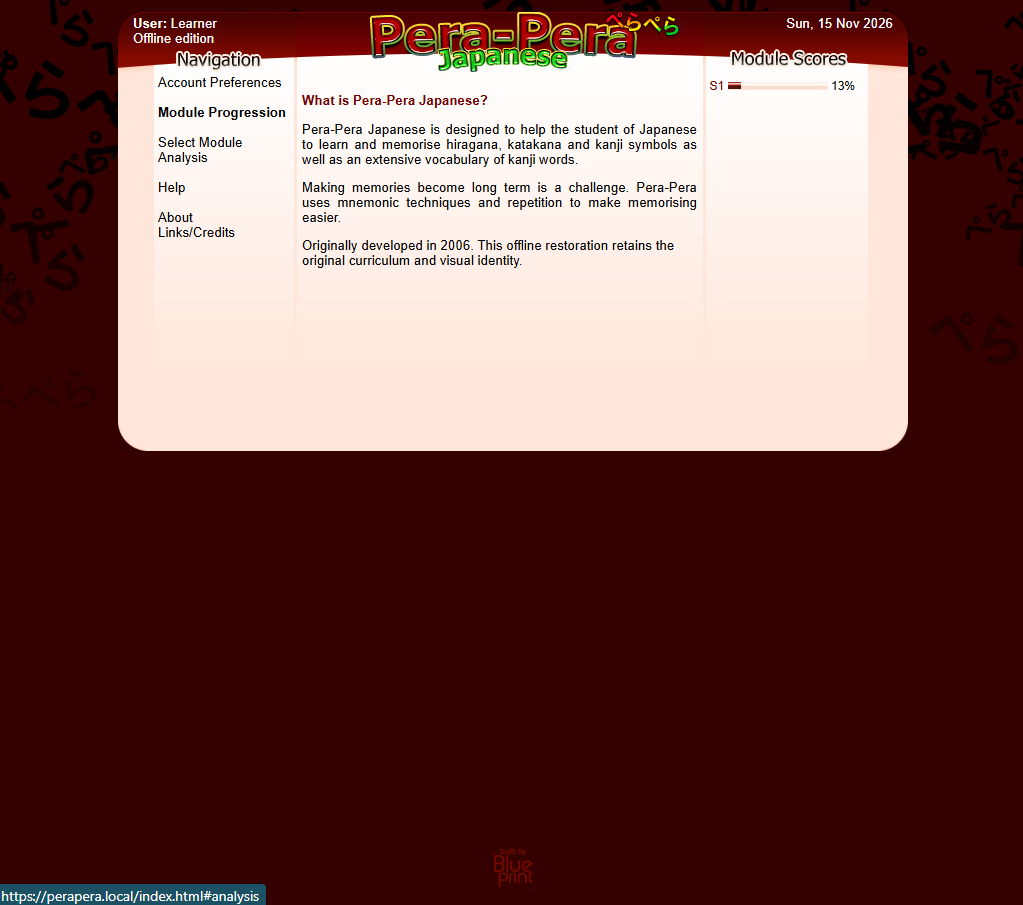 User: Learner
Offline edition
Pera-Pera ぺらぺら
Japanese
Sun, 15 Nov 2026
Navigation
Account Preferences
Module Progression
Select Module
Analysis
Help
About
Links/Credits
What is Pera-Pera Japanese?
Pera-Pera Japanese is designed to help the student of Japanese
to learn and memorise hiragana, katakana and kanji symbols as
well as an extensive vocabulary of kanji words.
Making memories become long term is a challenge. Pera-Pera
uses mnemonic techniques and repetition to make memorising
easier.
Originally developed in 2006. This offline restoration retains the
original curriculum and visual identity.
Module Scores
S1 13%
built by
Blue
Print
https://perapera.local/index.html#analysis